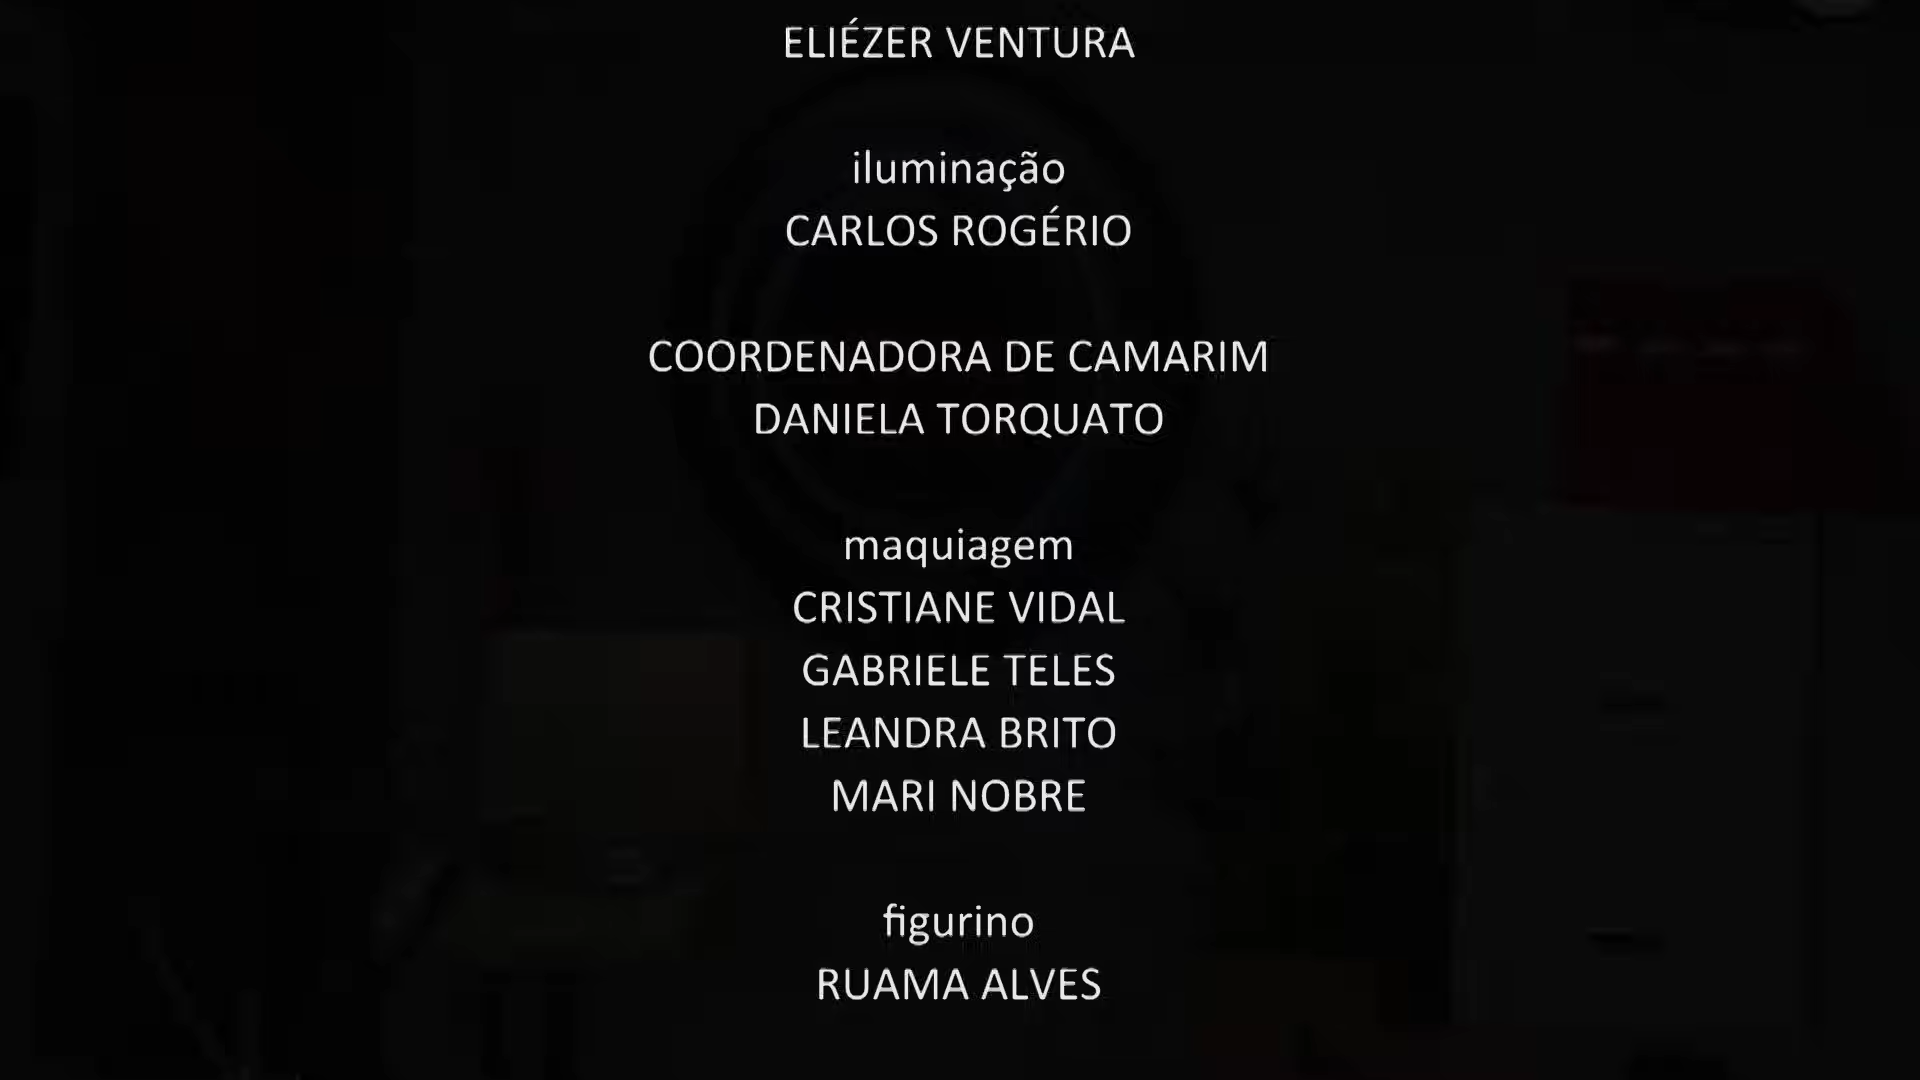 ELIÉZER VENTURA
iluminação
CARLOS ROGÉRIO
COORDENADORA DE CAMARIM
DANIELA TORQUATO
maquiagem
CRISTIANE VIDAL
GABRIELE TELES
LEANDRA BRITO
MARI NOBRE
figurino
RUAMA ALVES